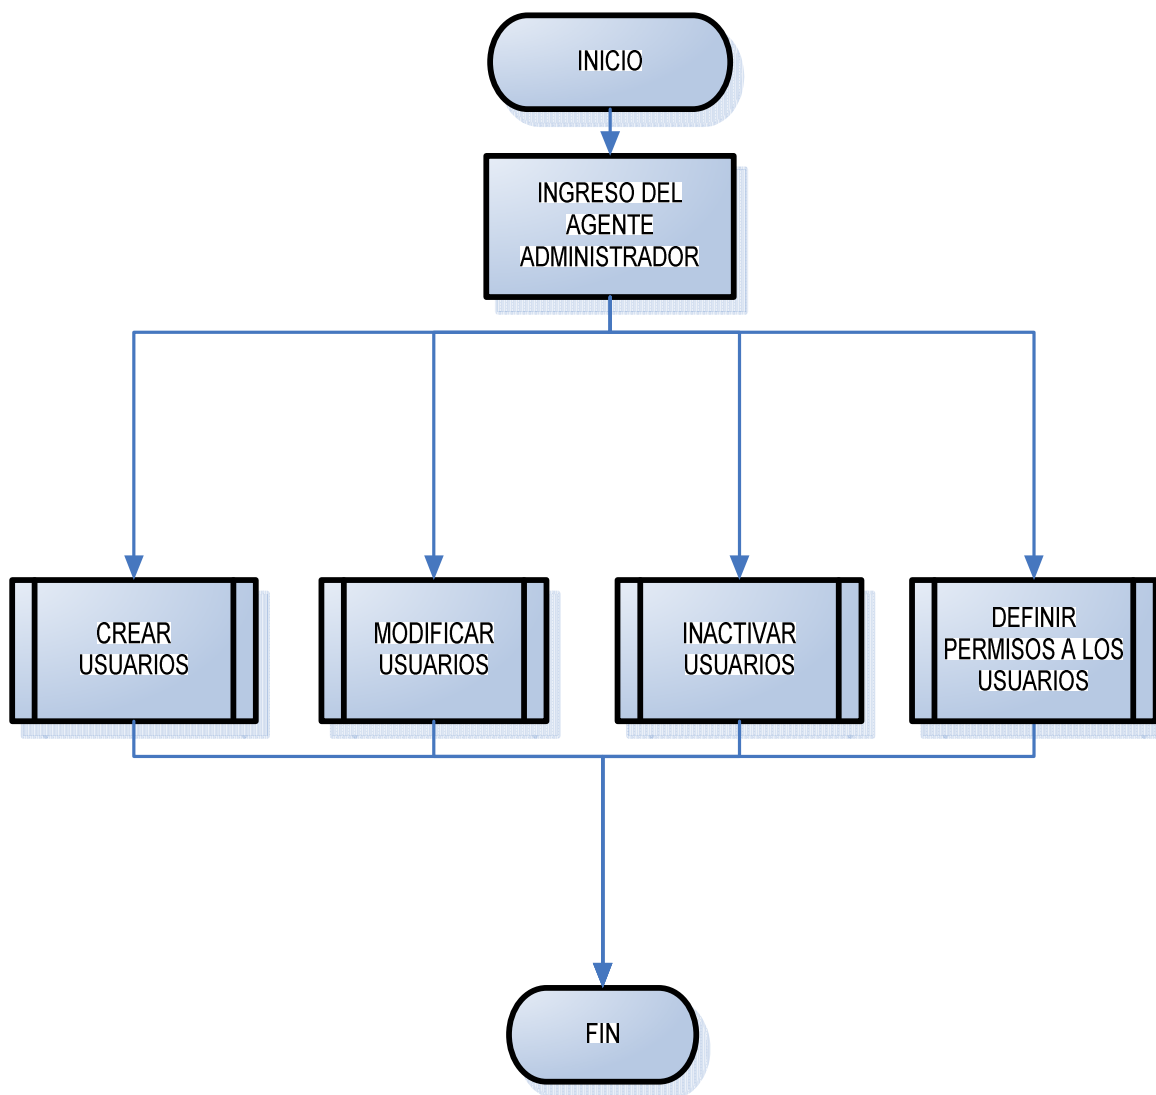 INICIO
INGRESO DEL
AGENTE
ADMINISTRADOR
CREAR
USUARIOS
MODIFICAR
USUARIOS
INACTIVAR
USUARIOS
DEFINIR
PERMISOS A LOS
USUARIOS
FIN